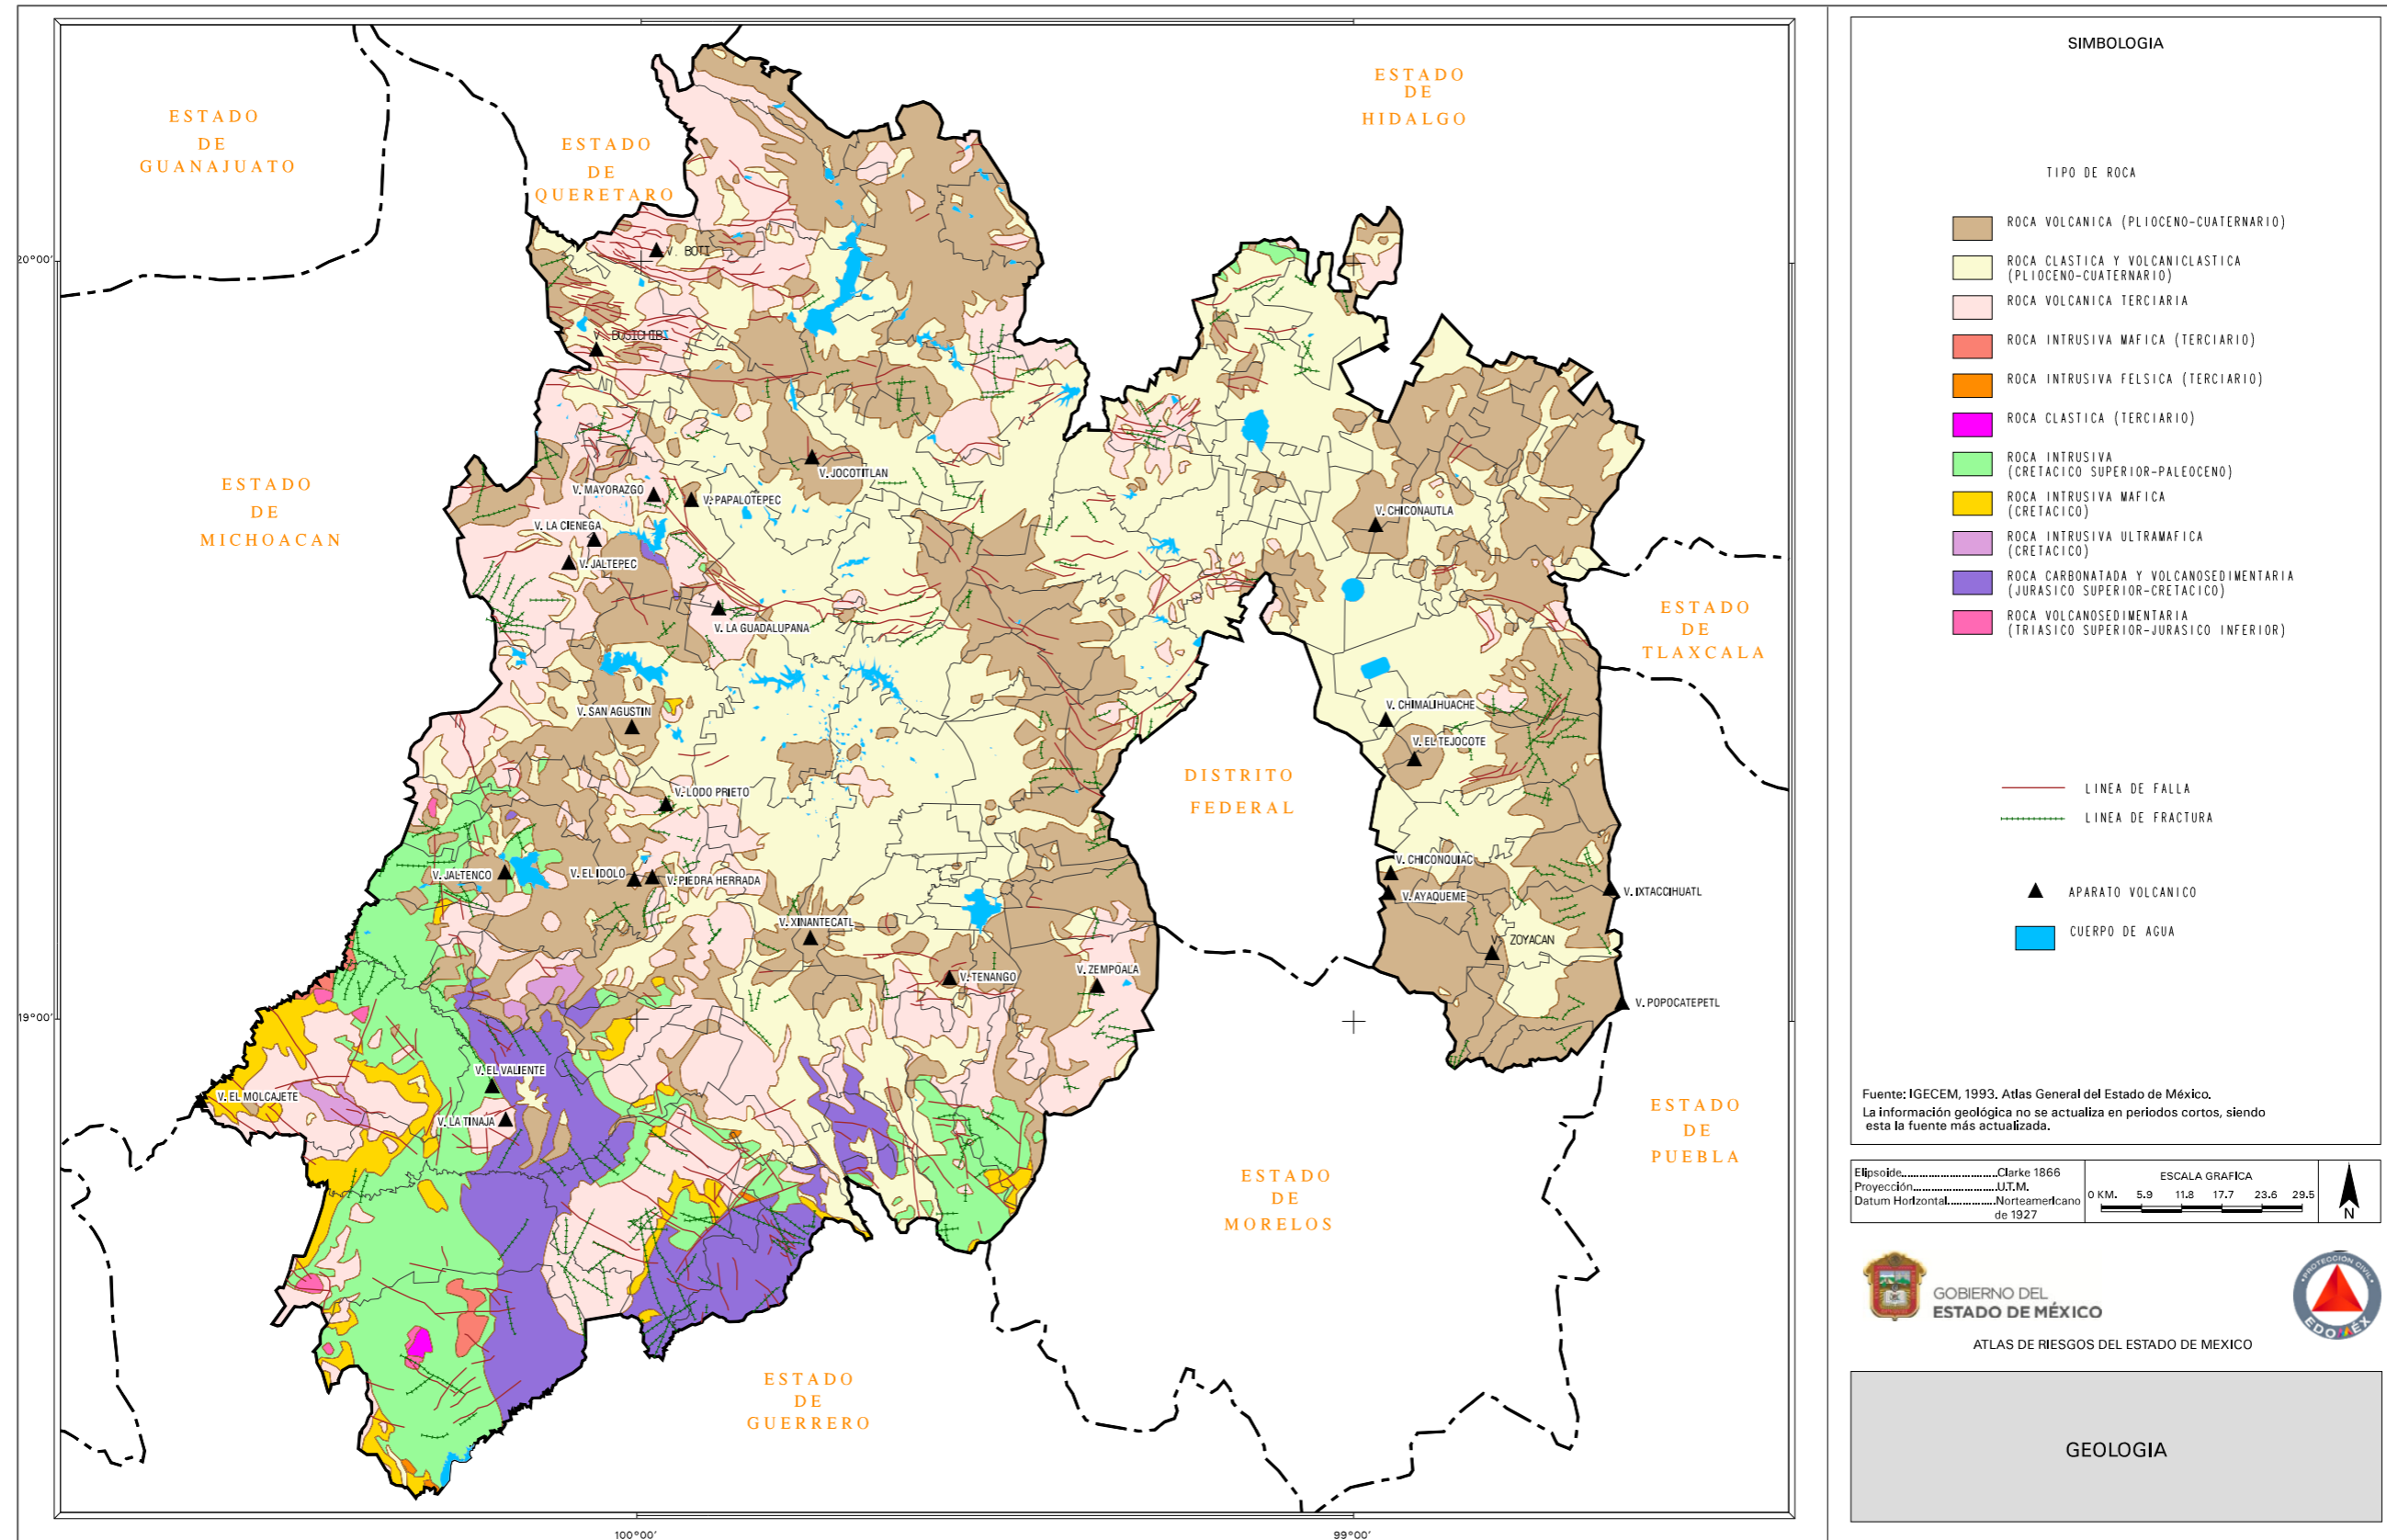 ESTADO
DE
GUANAJUATO
ESTADO
DE
QUERETARO
ESTADO
DE
HIDALGO
ESTADO
DE
MICHOACAN
ESTADO
DE
TLAXCALA
DISTRITO
FEDERAL
ESTADO
DE
MORELOS
ESTADO
DE
PUEBLA
ESTADO
DE
GUERRERO
20°00'
19°00'
100°00'
99°00'
V. BOTI
V. JOCOTITLAN
V. MAYORAZGO
V. PAPALOTEPEC
V. LA CIENEGA
V. JALTEPEC
V. LA GUADALUPANA
V. CHICONAUTLA
V. SAN AGUSTIN
V. CHIMALIHUACHE
V. EL TEJOCOTE
V. LODO PRIETO
V. JALTENCO
V. EL IDOLO
V. PIEDRA HERRADA
V. CHICONQUIAC
V. AYAQUEME
V. IXTACCIHUATL
V. XINANTECATL
V. ZOYACAN
V. TENANGO
V. ZEMPOALA
V. POPOCATEPETL
V. EL VALIENTE
V. EL MOLCAJETE
V. LA TINAJA
SIMBOLOGIA
TIPO DE ROCA
ROCA VOLCANICA (PLIOCENO-CUATERNARIO)
ROCA CLASTICA Y VOLCANICLASTICA
(PLIOCENO-CUATERNARIO)
ROCA VOLCANICA TERCIARIA
ROCA INTRUSIVA MAFICA (TERCIARIO)
ROCA INTRUSIVA FELSICA (TERCIARIO)
ROCA CLASTICA (TERCIARIO)
ROCA INTRUSIVA
(CRETACICO SUPERIOR-PALEOCENO)
ROCA INTRUSIVA MAFICA
(CRETACICO)
ROCA INTRUSIVA ULTRAMAFICA
(CRETACICO)
ROCA CARBONATADA Y VOLCANOSEDIMENTARIA
(JURASICO SUPERIOR-CRETACICO)
ROCA VOLCANOSEDIMENTARIA
(TRIASICO SUPERIOR-JURASICO INFERIOR)
LINEA DE FALLA
LINEA DE FRACTURA
APARATO VOLCANICO
CUERPO DE AGUA
Fuente: IGECEM, 1993. Atlas General del Estado de México.
La información geológica no se actualiza en periodos cortos, siendo
esta la fuente más actualizada.
Elipsoide..............................Clarke 1866
Proyección..........................U.T.M.
Datum Horizontal..............Norteamericano
de 1927
ESCALA GRAFICA
0 KM. 5.9 11.8 17.7 23.6 29.5
N
GOBIERNO DEL
ESTADO DE MÉXICO
PROTECCION CIVIL
EDOMÉX
ATLAS DE RIESGOS DEL ESTADO DE MEXICO
GEOLOGIA